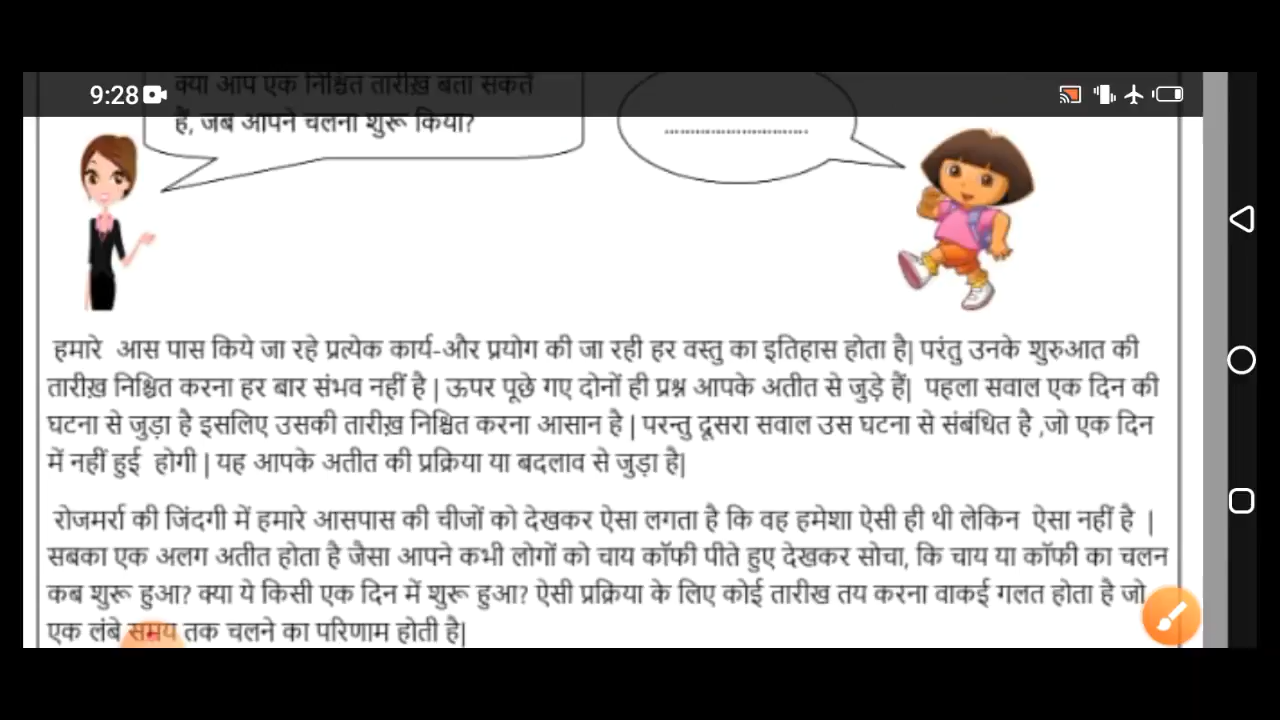 9:28
क्या आप एक निश्चित तारीख़ बता सकते
हैं, जब आपने चलना शुरू किया?
............................
हमारे आस पास किये जा रहे प्रत्येक कार्य-और प्रयोग की जा रही हर वस्तु का इतिहास होता है| परंतु उनके शुरुआत की
तारीख़ निश्चित करना हर बार संभव नहीं है | ऊपर पूछे गए दोनों ही प्रश्न आपके अतीत से जुड़े हैं| पहला सवाल एक दिन की
घटना से जुड़ा है इसलिए उसकी तारीख़ निश्चित करना आसान है | परन्तु दूसरा सवाल उस घटना से संबंधित है ,जो एक दिन
में नहीं हुई होगी | यह आपके अतीत की प्रक्रिया या बदलाव से जुड़ा है|
रोजमर्रा की जिंदगी में हमारे आसपास की चीजों को देखकर ऐसा लगता है कि वह हमेशा ऐसी ही थी लेकिन ऐसा नहीं है |
सबका एक अलग अतीत होता है जैसा आपने कभी लोगों को चाय कॉफी पीते हुए देखकर सोचा, कि चाय या कॉफी का चलन
कब शुरू हुआ? क्या ये किसी एक दिन में शुरू हुआ? ऐसी प्रक्रिया के लिए कोई तारीख तय करना वाकई गलत होता है जो
एक लंबे समय तक चलने का परिणाम होती है|